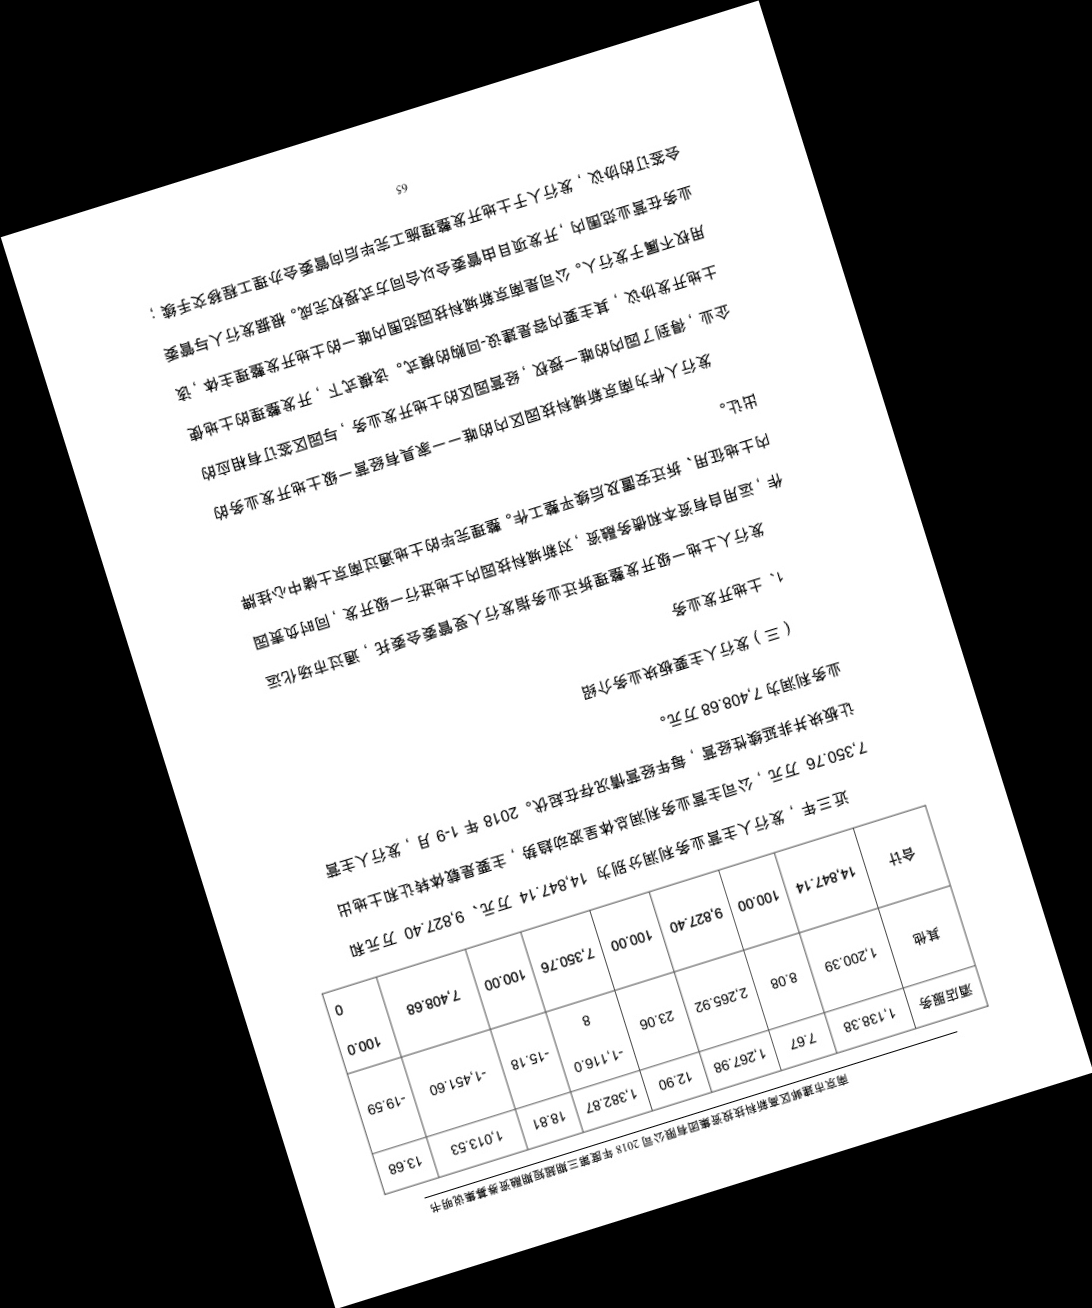 南京市建邺区高新科技投资集团有限公司 2018 年度第三期超短期融资券募集说明书
酒店服务 1,138.38 7.67 1,267.98 12.90 1,382.87 18.81 1,013.53 13.68
其他 1,200.39 8.08 2,265.92 23.06 -1,116.0 8 -15.18 -1,451.60 -19.59
合计 14,847.14 100.00 9,827.40 100.00 7,350.76 100.00 7,408.68 100.0 0
近三年，发行人主营业务利润分别为 14,847.14 万元、9,827.40 万元和
7,350.76 万元，公司主营业务利润总体呈波动趋势，主要是载体转让和土地出
让板块并非延续性经营，每年经营情况存在起伏。2018 年 1-9 月，发行人主营
业务利润为 7,408.68 万元。
（三）发行人主要板块业务介绍
1、土地开发业务
发行人土地一级开发整理拆迁业务指发行人受管委会委托，通过市场化运
作，运用自有资本和债务融资，对新城科技园内土地进行一级开发，同时负责园
内土地征用、拆迁安置及后续平整工作。整理完毕的土地通过南京土储中心挂牌
出让。
发行人作为南京新城科技园区内的唯一一家具有经营一级土地开发业务的
企业，得到了园内的唯一授权，经营园区的土地开发业务，与园区签订有相应的
土地开发协议，其主要内容是建设-回购的模式。该模式下，开发整理的土地使
用权不属于发行人。公司是南京新城科技园范围内唯一的土地开发整理主体，该
业务在营业范围内，开发项目由管委会以合同方式授权完成。根据发行人与管委
会签订的协议，发行人于土地开发整理施工完毕后向管委会办理工程移交手续；
65